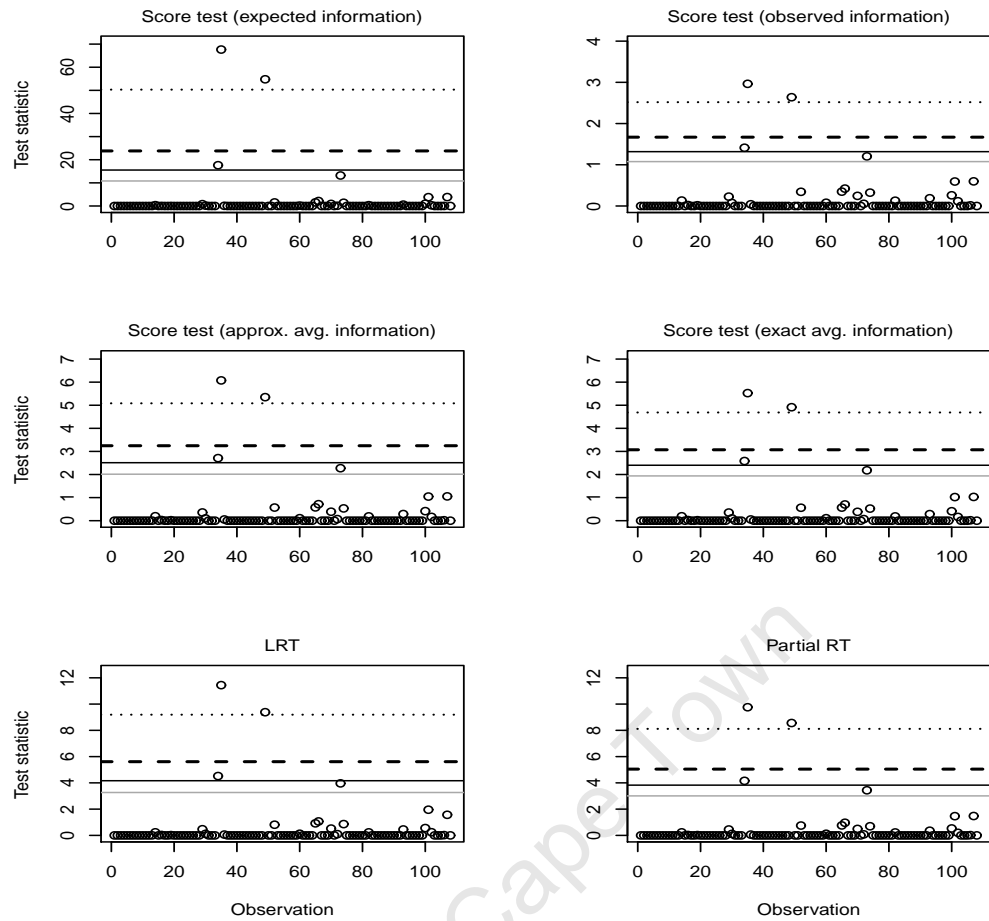 Score test (expected information)
Test statistic
0 20 40 60
0 20 40 60 80 100
Score test (observed information)
0 1 2 3 4
0 20 40 60 80 100
Score test (approx. avg. information)
Test statistic
0 1 2 3 4 5 6 7
0 20 40 60 80 100
Score test (exact avg. information)
0 1 2 3 4 5 6 7
0 20 40 60 80 100
LRT
Test statistic
0 2 4 6 8 12
0 20 40 60 80 100
Observation
Partial RT
0 2 4 6 8 12
0 20 40 60 80 100
Observation
Cape Town